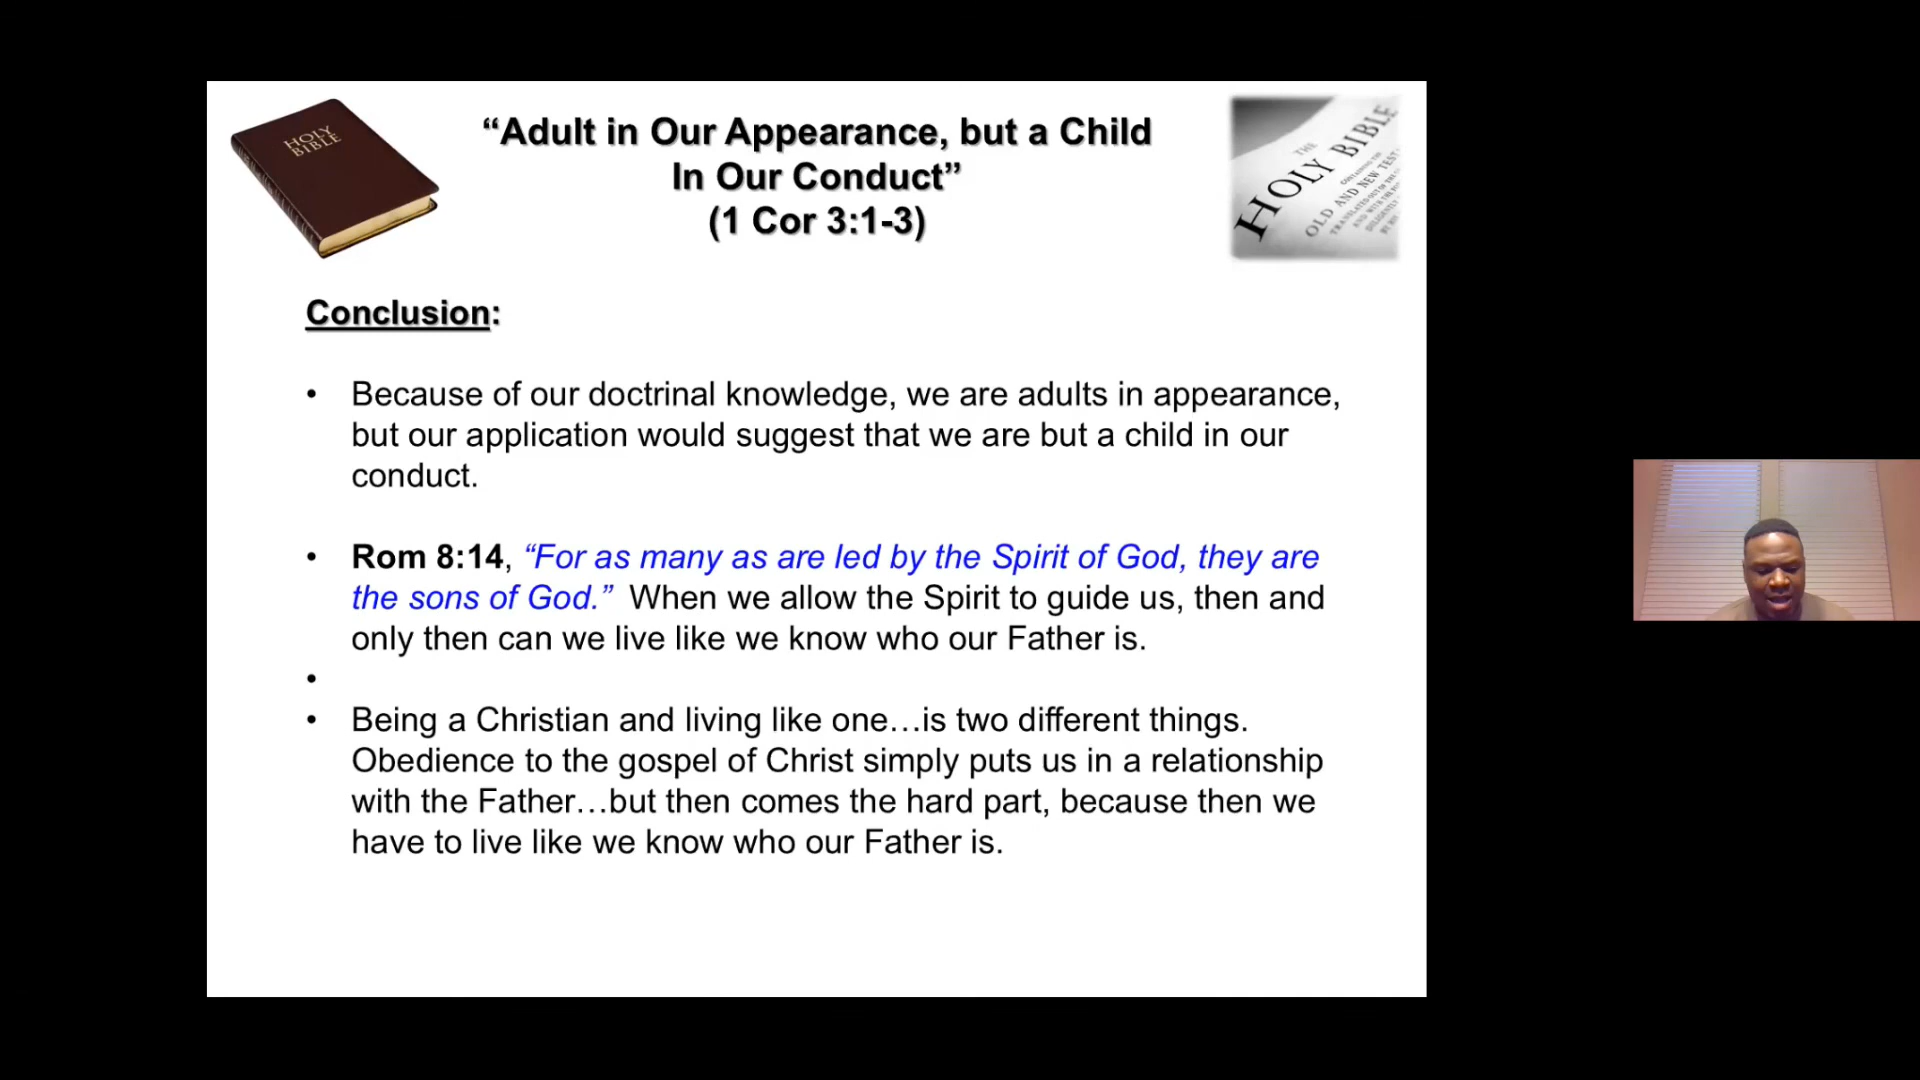 HOLY
BIBLE
“Adult in Our Appearance, but a Child
In Our Conduct”
(1 Cor 3:1-3)
THE
HOLY BIBLE
OLD AND NEW TEST
Conclusion:
• Because of our doctrinal knowledge, we are adults in appearance,
but our application would suggest that we are but a child in our
conduct.
• Rom 8:14, “For as many as are led by the Spirit of God, they are
the sons of God.” When we allow the Spirit to guide us, then and
only then can we live like we know who our Father is.
•
• Being a Christian and living like one…is two different things.
Obedience to the gospel of Christ simply puts us in a relationship
with the Father…but then comes the hard part, because then we
have to live like we know who our Father is.